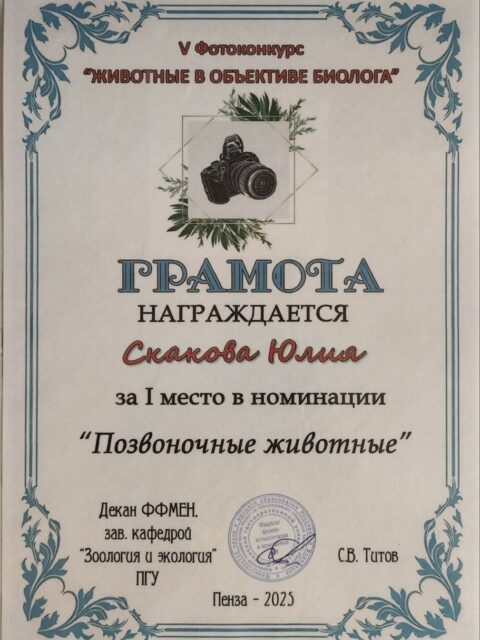 V Фотоконкурс
“ЖИВОТНЫЕ В ОБЪЕКТИВЕ БИОЛОГА”
ГРАМОТА
НАГРАЖДАЕТСЯ
Скакова Юлия
за I место в номинации
“Позвоночные животные”
Декан ФФМЕН,
зав. кафедрой
“Зоология и экология”
ПГУ
С.В. Титов
Пенза - 2025